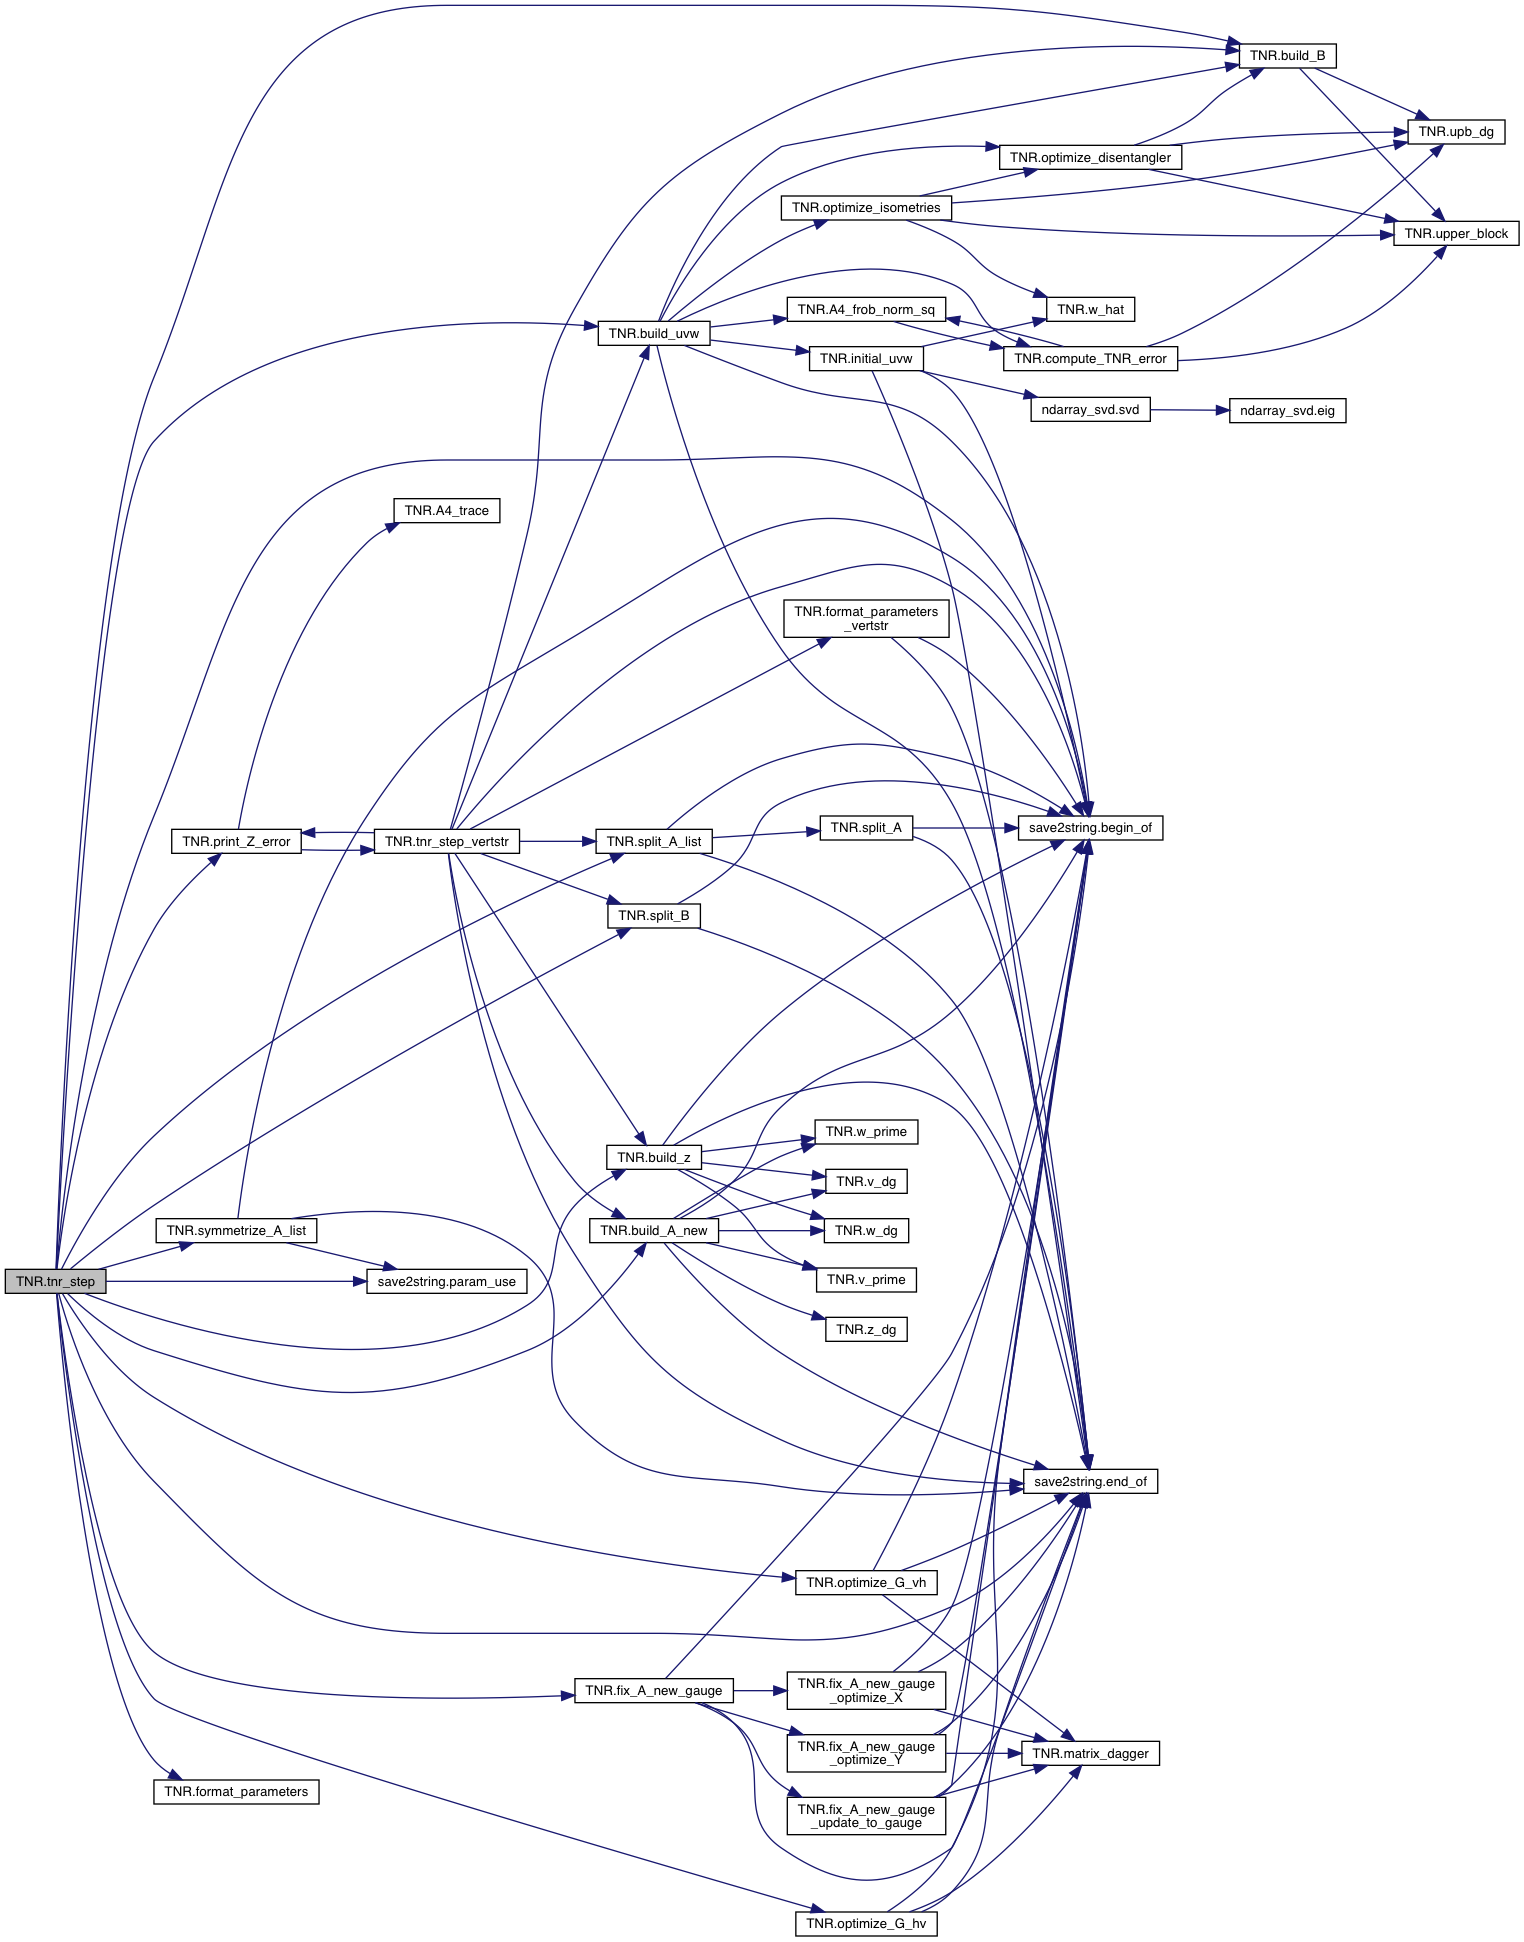 TNR.build_B
TNR.upb_dg
TNR.optimize_disentangler
TNR.optimize_isometries
TNR.upper_block
TNR.A4_frob_norm_sq
TNR.w_hat
TNR.build_uvw
TNR.initial_uvw
TNR.compute_TNR_error
ndarray_svd.svd
ndarray_svd.eig
TNR.A4_trace
TNR.format_parameters
_vertstr
TNR.print_Z_error
TNR.tnr_step_vertstr
TNR.split_A_list
TNR.split_A
save2string.begin_of
TNR.split_B
TNR.w_prime
TNR.build_z
TNR.v_dg
TNR.symmetrize_A_list
TNR.build_A_new
TNR.w_dg
TNR.tnr_step
save2string.param_use
TNR.v_prime
TNR.z_dg
save2string.end_of
TNR.optimize_G_vh
TNR.fix_A_new_gauge
TNR.fix_A_new_gauge
_optimize_X
TNR.fix_A_new_gauge
_optimize_Y
TNR.matrix_dagger
TNR.format_parameters
TNR.fix_A_new_gauge
_update_to_gauge
TNR.optimize_G_hv